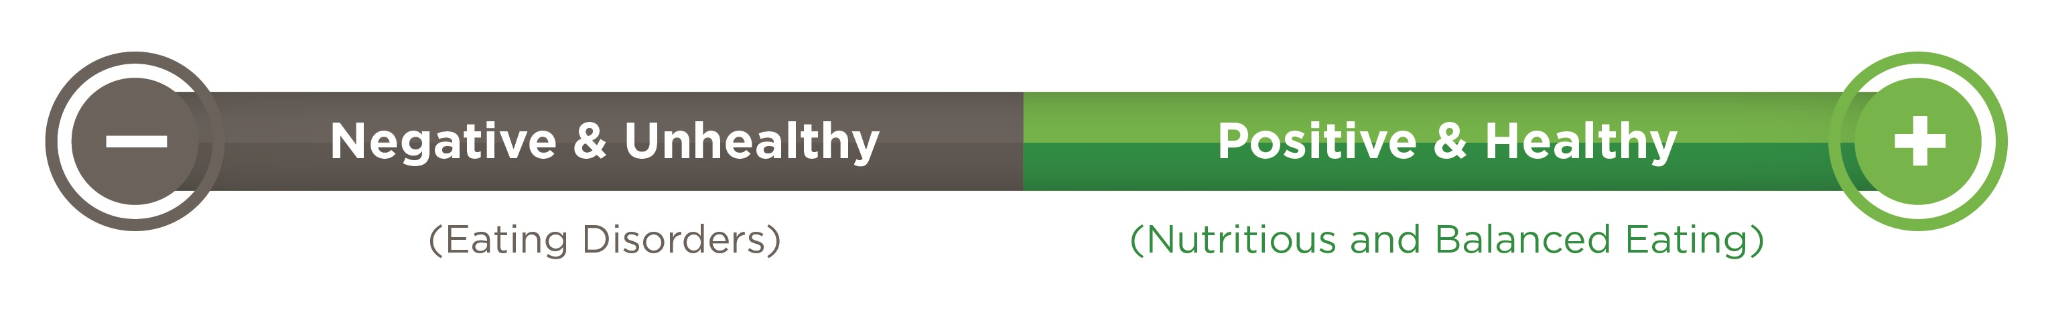 Negative & Unhealthy
Positive & Healthy
(Eating Disorders)
(Nutritious and Balanced Eating)